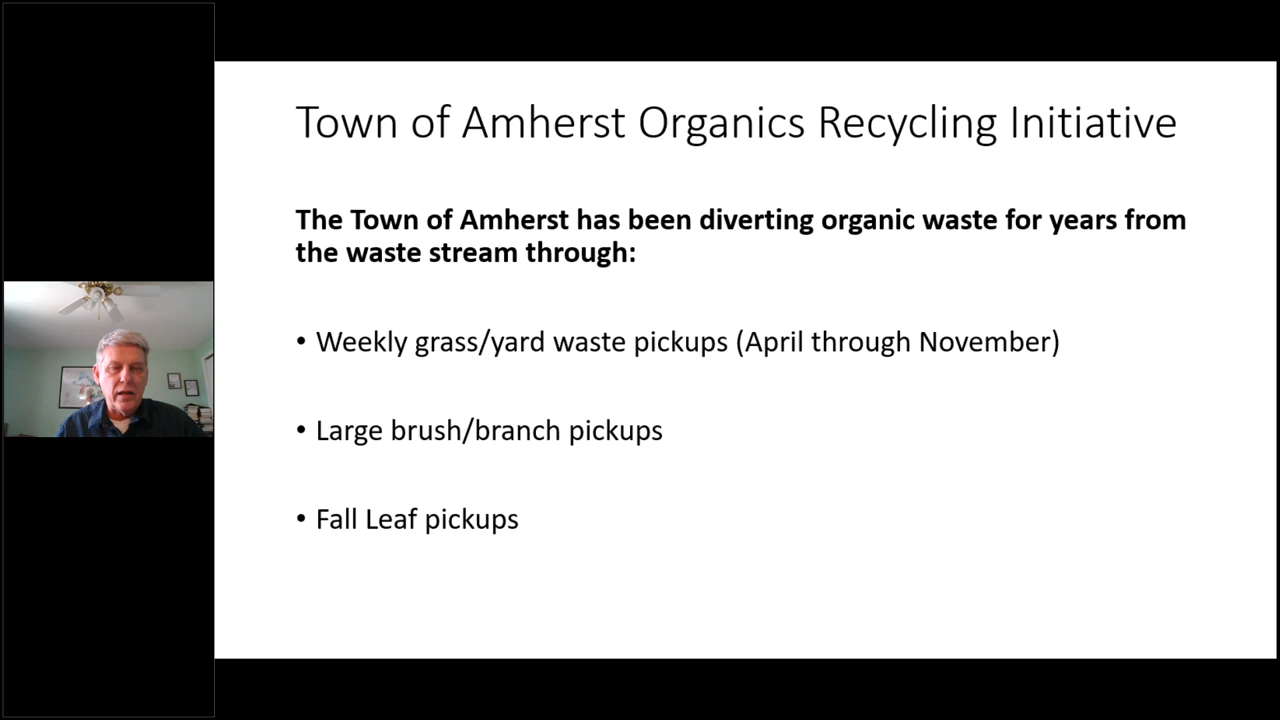 Town of Amherst Organics Recycling Initiative
The Town of Amherst has been diverting organic waste for years from
the waste stream through:
• Weekly grass/yard waste pickups (April through November)
• Large brush/branch pickups
• Fall Leaf pickups